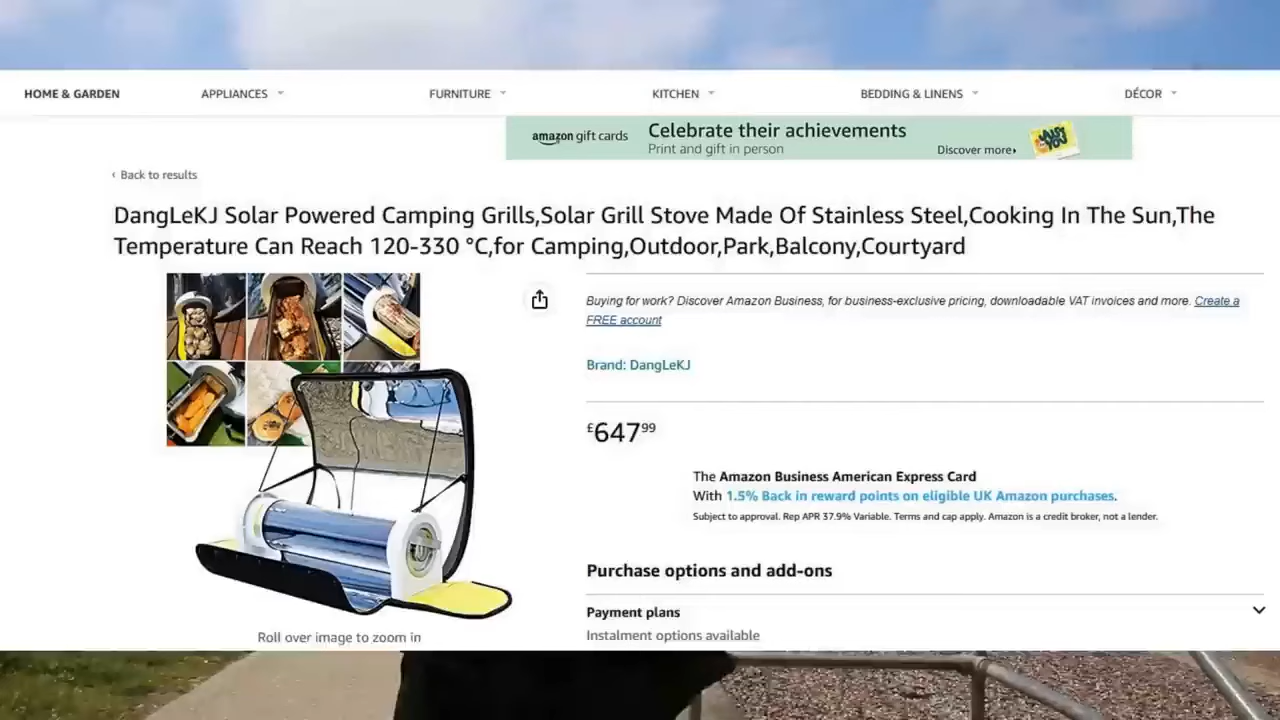 HOME & GARDEN
APPLIANCES
FURNITURE
KITCHEN
BEDDING & LINENS
DÉCOR
amazon gift cards
Celebrate their achievements
Print and gift in person
Discover more
JUST
YOU
‹ Back to results
DangLeKJ Solar Powered Camping Grills,Solar Grill Stove Made Of Stainless Steel,Cooking In The Sun,The
Temperature Can Reach 120-330 °C,for Camping,Outdoor,Park,Balcony,Courtyard
Buying for work? Discover Amazon Business, for business-exclusive pricing, downloadable VAT invoices and more. Create a
FREE account
Brand: DangLeKJ
£64799
The Amazon Business American Express Card
With 1.5% Back in reward points on eligible UK Amazon purchases.
Subject to approval. Rep APR 37.9% Variable. Terms and cap apply. Amazon is a credit broker, not a lender.
Purchase options and add-ons
Payment plans
Instalment options available
Roll over image to zoom in